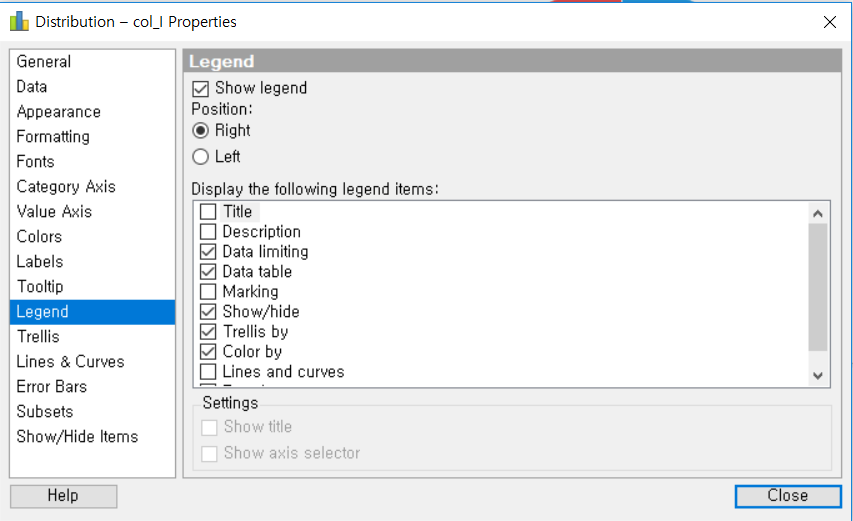 Distribution – col_I Properties
General
Data
Appearance
Formatting
Fonts
Category Axis
Value Axis
Colors
Labels
Tooltip
Legend
Trellis
Lines & Curves
Error Bars
Subsets
Show/Hide Items
Legend
Show legend
Position:
Right
Left
Display the following legend items:
Title
Description
Data limiting
Data table
Marking
Show/hide
Trellis by
Color by
Lines and curves
Settings
Show title
Show axis selector
Help
Close